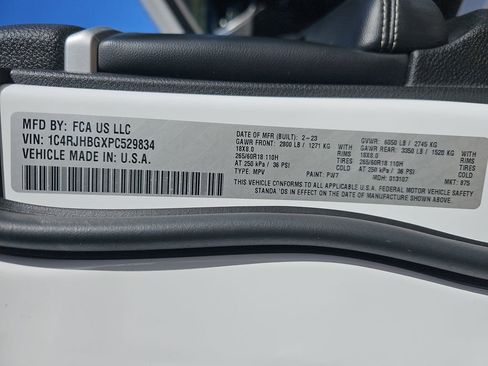 MFD BY: FCA US LLC
VIN: 1C4RJHBGXPC529834
VEHICLE MADE IN: U.S.A.
DATE OF MFR (BUILT): 2-23
GAWR FRONT: 2800 LB / 1271 KG WITH
18X8.0 RIMS
265/60R18 110H TIRES
AT 250 kPa / 36 PSI COLD
TYPE: MPV PAINT: PW7
GVWR: 6050 LB / 2745 KG
GAWR REAR: 3350 LB / 1520 KG WITH
18X8.0 RIMS
265/60R18 110H TIRES
AT 250 kPa / 36 PSI COLD
MDH: 013107 MKT: 875
THIS VEHICLE CONFORMS TO ALL APPLICABLE U.S.A. FEDERAL MOTOR VEHICLE SAFETY
STANDA DS IN EFFECT ON THE DATE OF MANUFACTURE SHOWN ABOVE.